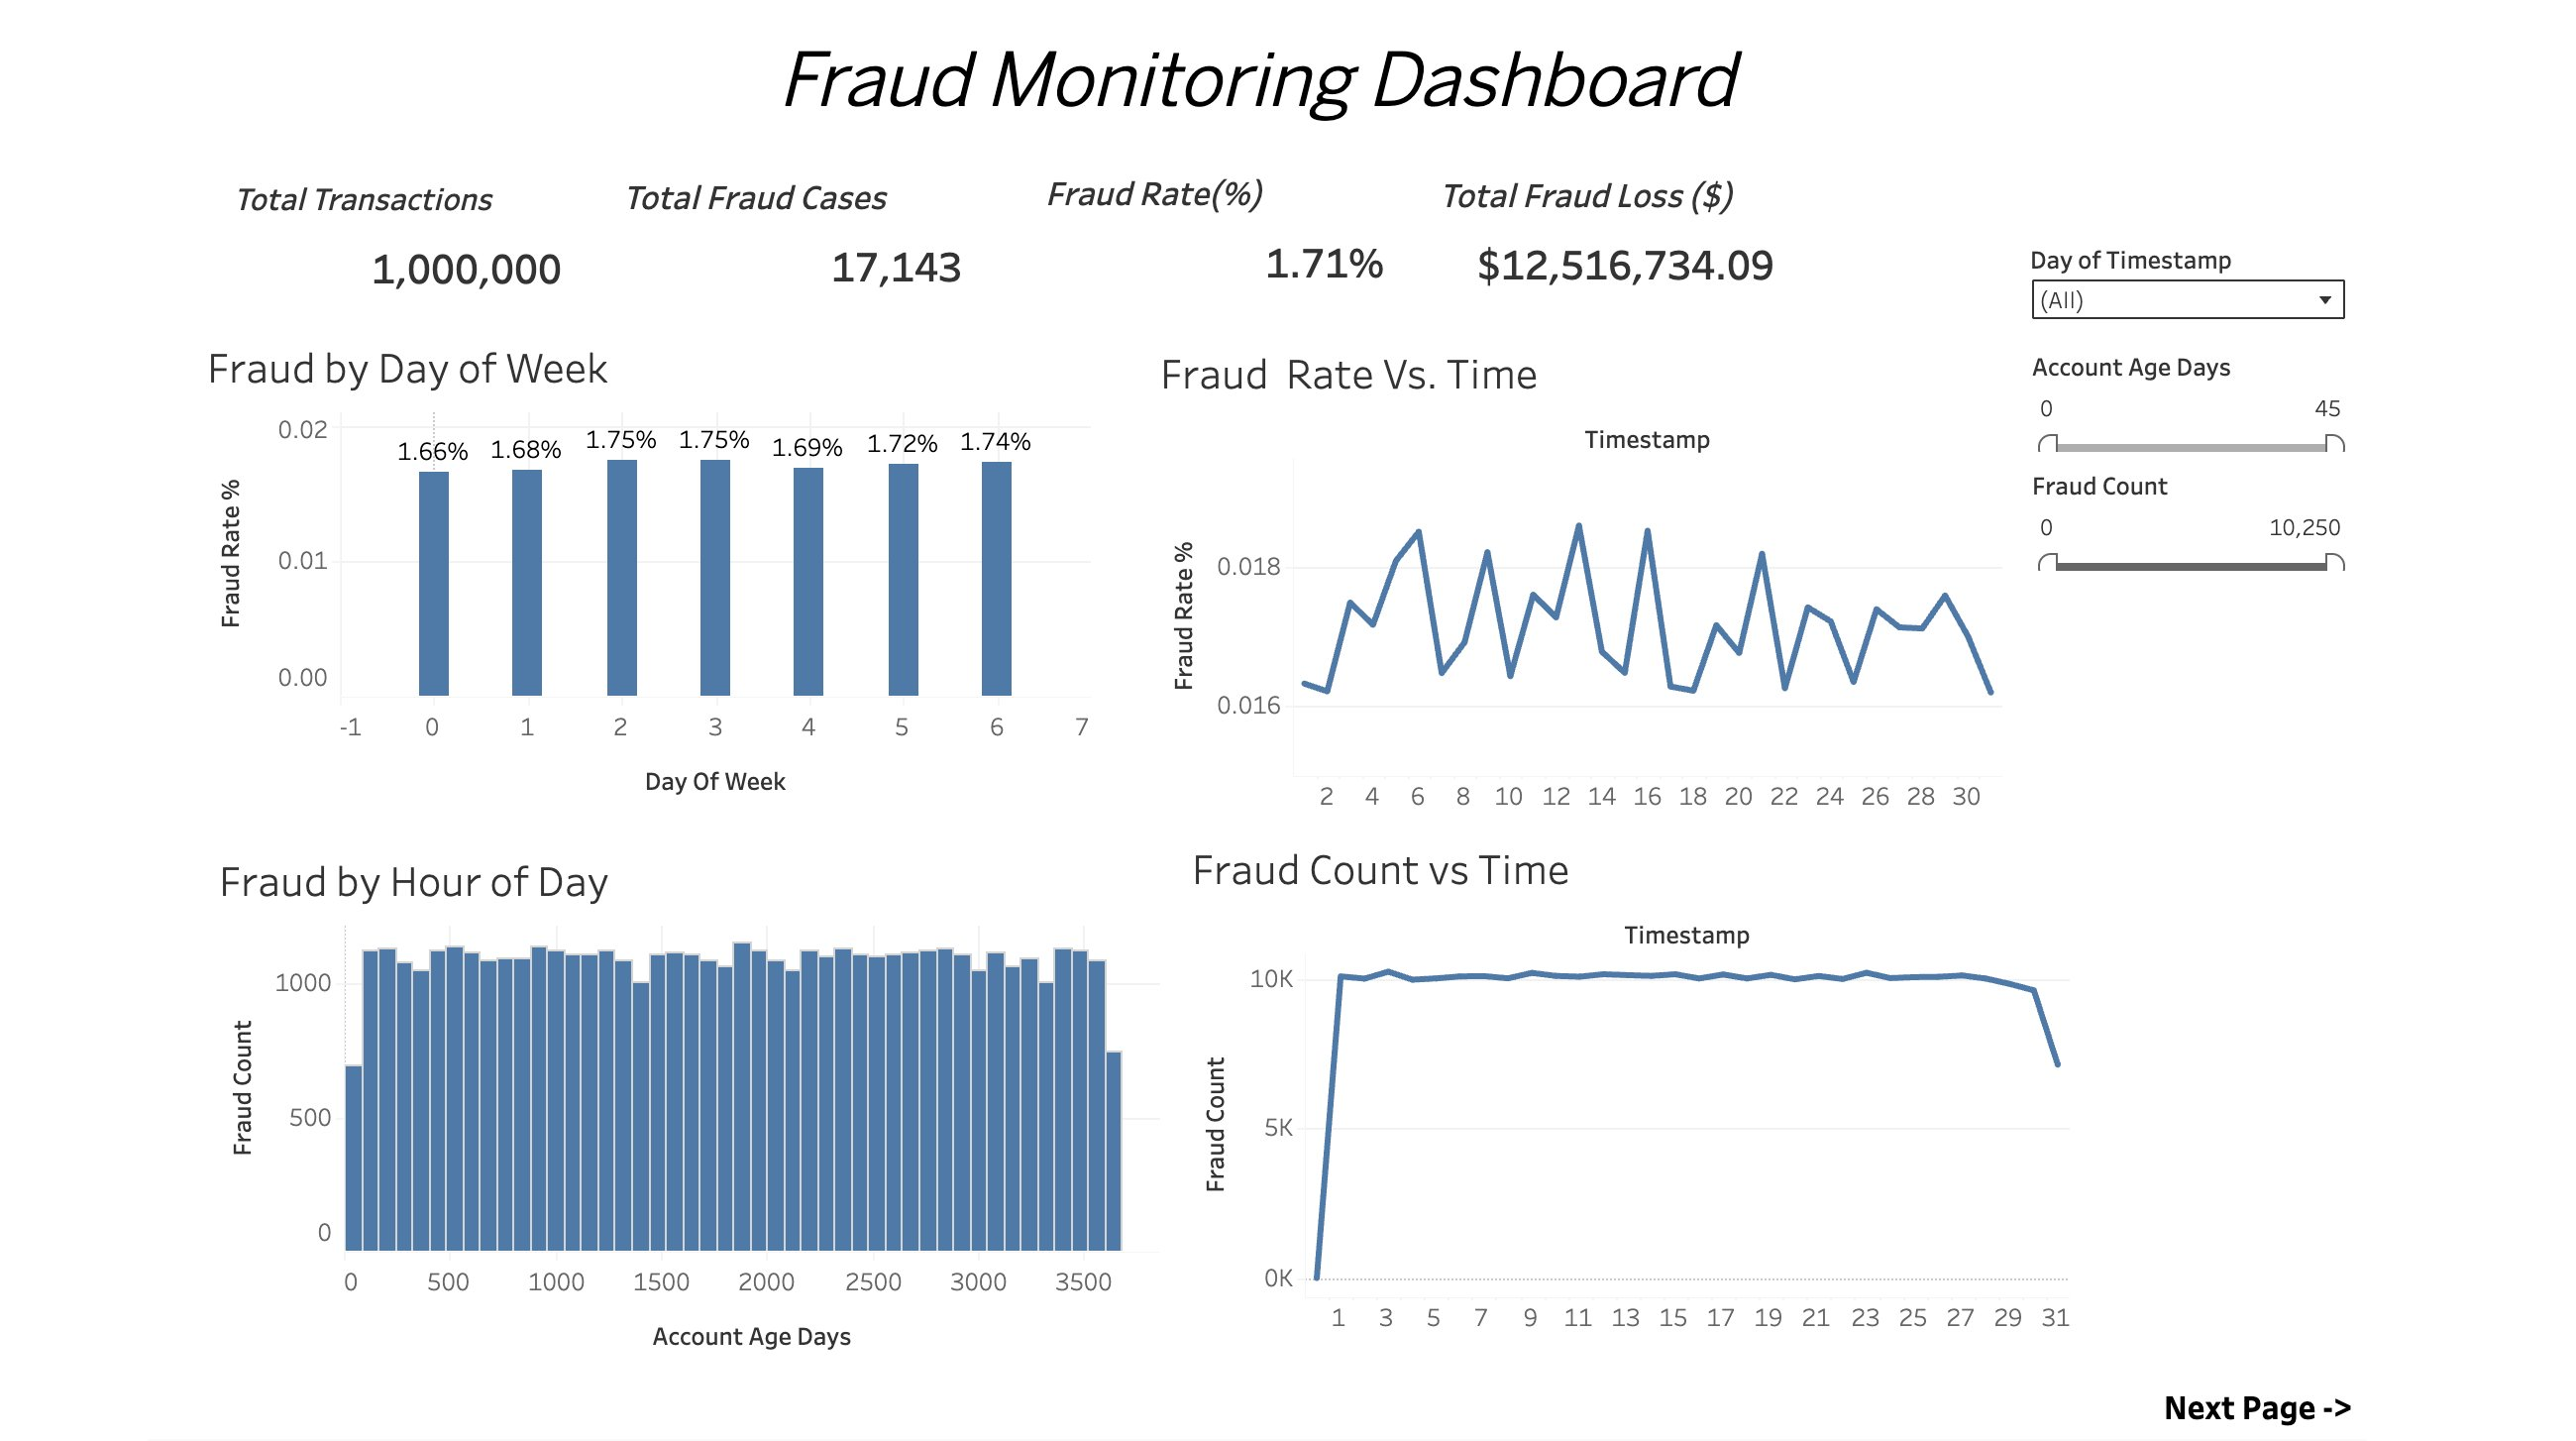 Fraud Monitoring Dashboard
Total Transactions
Total Fraud Cases
Fraud Rate(%)
Total Fraud Loss ($)
1,000,000
17,143
1.71%
$12,516,734.09
Day of Timestamp
(All)
Account Age Days
0 45
Fraud Count
0 10,250
Fraud by Day of Week
Fraud Rate %
0.02
0.01
0.00
1.66% 1.68% 1.75% 1.75% 1.69% 1.72% 1.74%
-1 0 1 2 3 4 5 6 7
Day Of Week
Fraud Rate Vs. Time
Timestamp
Fraud Rate %
0.018
0.016
2 4 6 8 10 12 14 16 18 20 22 24 26 28 30
Fraud by Hour of Day
Fraud Count
1000
500
0
0 500 1000 1500 2000 2500 3000 3500
Account Age Days
Fraud Count vs Time
Timestamp
Fraud Count
10K
5K
0K
1 3 5 7 9 11 13 15 17 19 21 23 25 27 29 31
Next Page ->